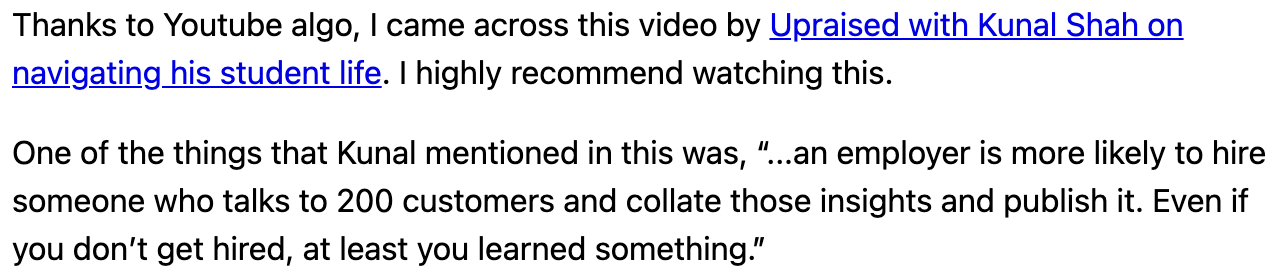 Thanks to Youtube algo, I came across this video by Upraised with Kunal Shah on
navigating his student life. I highly recommend watching this.
One of the things that Kunal mentioned in this was, “...an employer is more likely to hire
someone who talks to 200 customers and collate those insights and publish it. Even if
you don’t get hired, at least you learned something.”